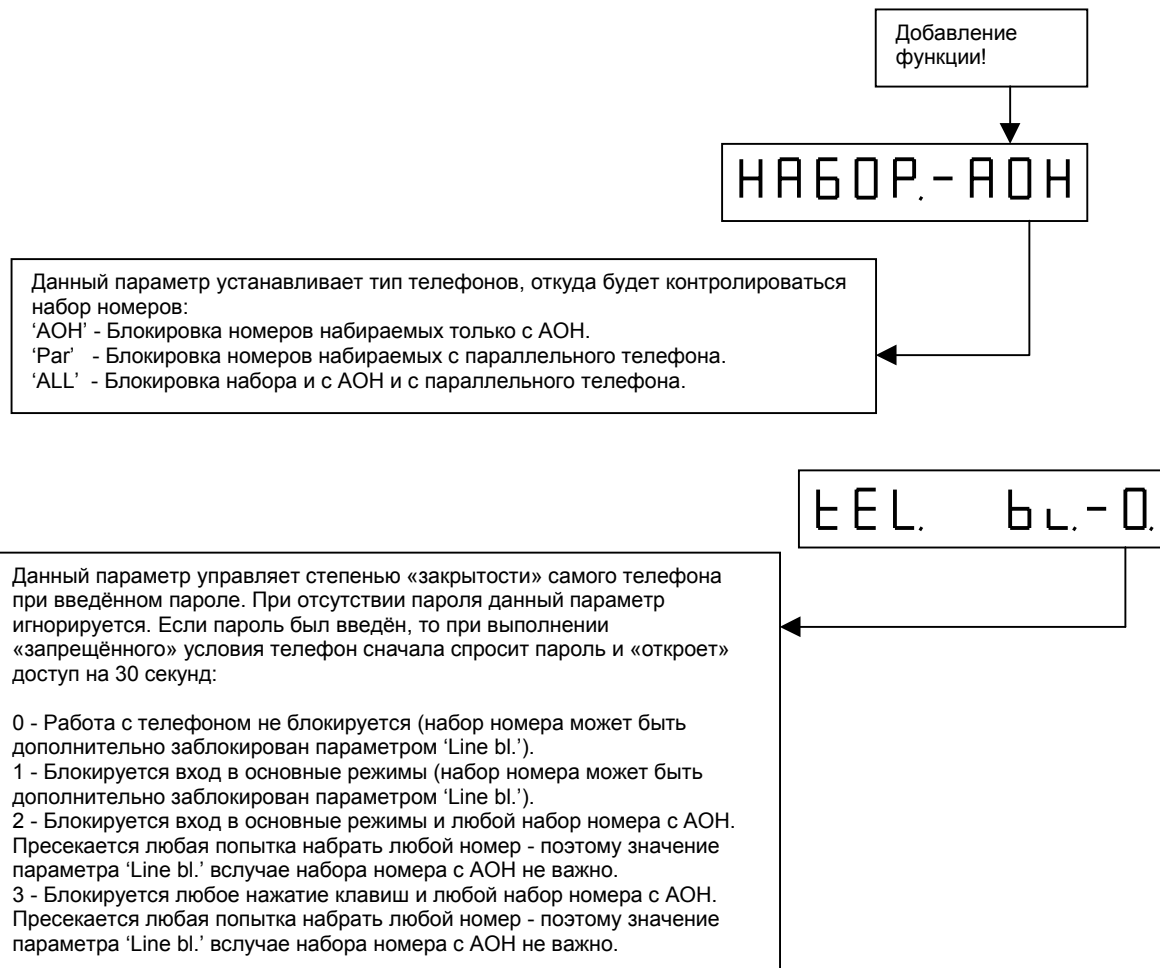 Добавление
функции!
НАБОР.-АОН
Данный параметр устанавливает тип телефонов, откуда будет контролироваться
набор номеров:
‘АОН’ - Блокировка номеров набираемых только с АОН.
‘Par’ - Блокировка номеров набираемых с параллельного телефона.
‘ALL’ - Блокировка набора и с АОН и с параллельного телефона.
tEL. bL.-0.
Данный параметр управляет степенью «закрытости» самого телефона
при введённом пароле. При отсутствии пароля данный параметр
игнорируется. Если пароль был введён, то при выполнении
«запрещённого» условия телефон сначала спросит пароль и «откроет»
доступ на 30 секунд:
0 - Работа с телефоном не блокируется (набор номера может быть
дополнительно заблокирован параметром ‘Line bl.’).
1 - Блокируется вход в основные режимы (набор номера может быть
дополнительно заблокирован параметром ‘Line bl.’).
2 - Блокируется вход в основные режимы и любой набор номера с АОН.
Пресекается любая попытка набрать любой номер - поэтому значение
параметра ‘Line bl.’ вслучае набора номера с АОН не важно.
3 - Блокируется любое нажатие клавиш и любой набор номера с АОН.
Пресекается любая попытка набрать любой номер - поэтому значение
параметра ‘Line bl.’ вслучае набора номера с АОН не важно.